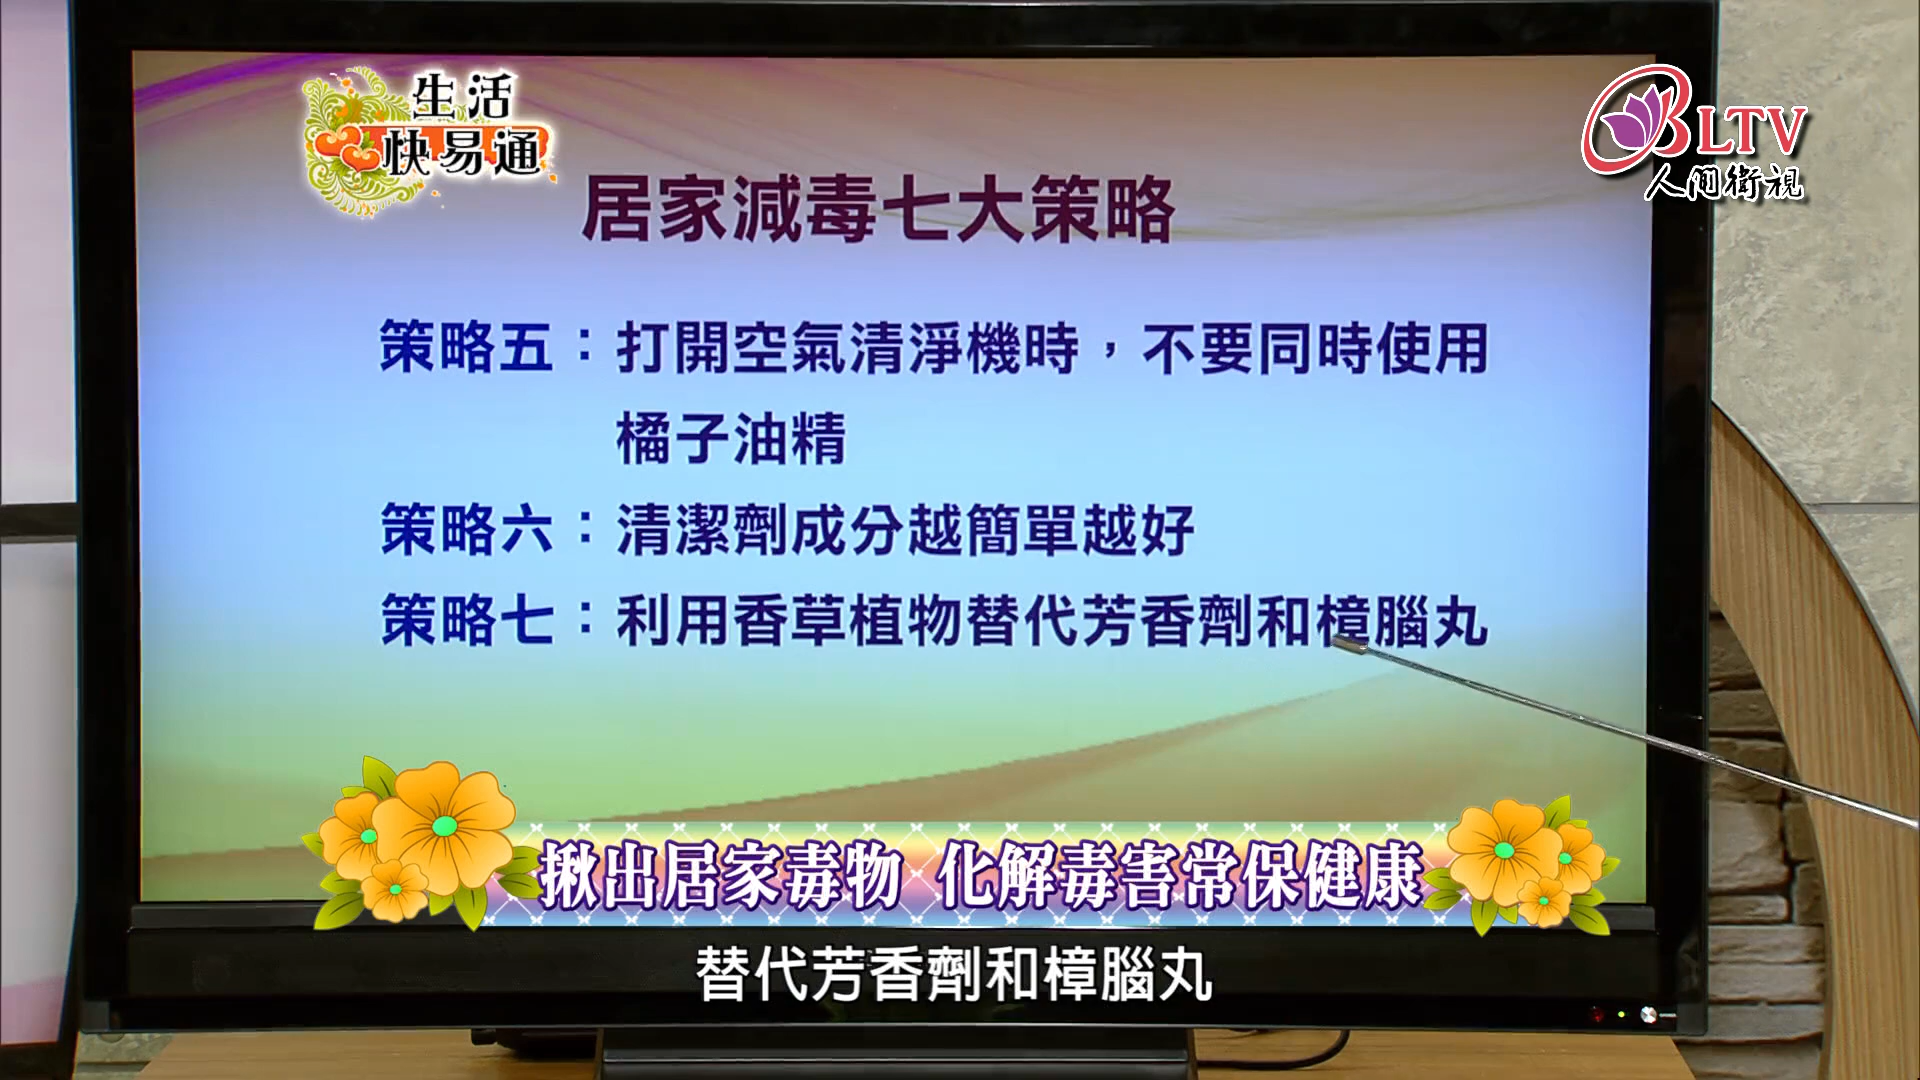 生活
快易通
BLTV
人間衛視
居家減毒七大策略
策略五：打開空氣清淨機時，不要同時使用
橘子油精
策略六：清潔劑成分越簡單越好
策略七：利用香草植物替代芳香劑和樟腦丸
揪出居家毒物 化解毒害常保健康
替代芳香劑和樟腦丸